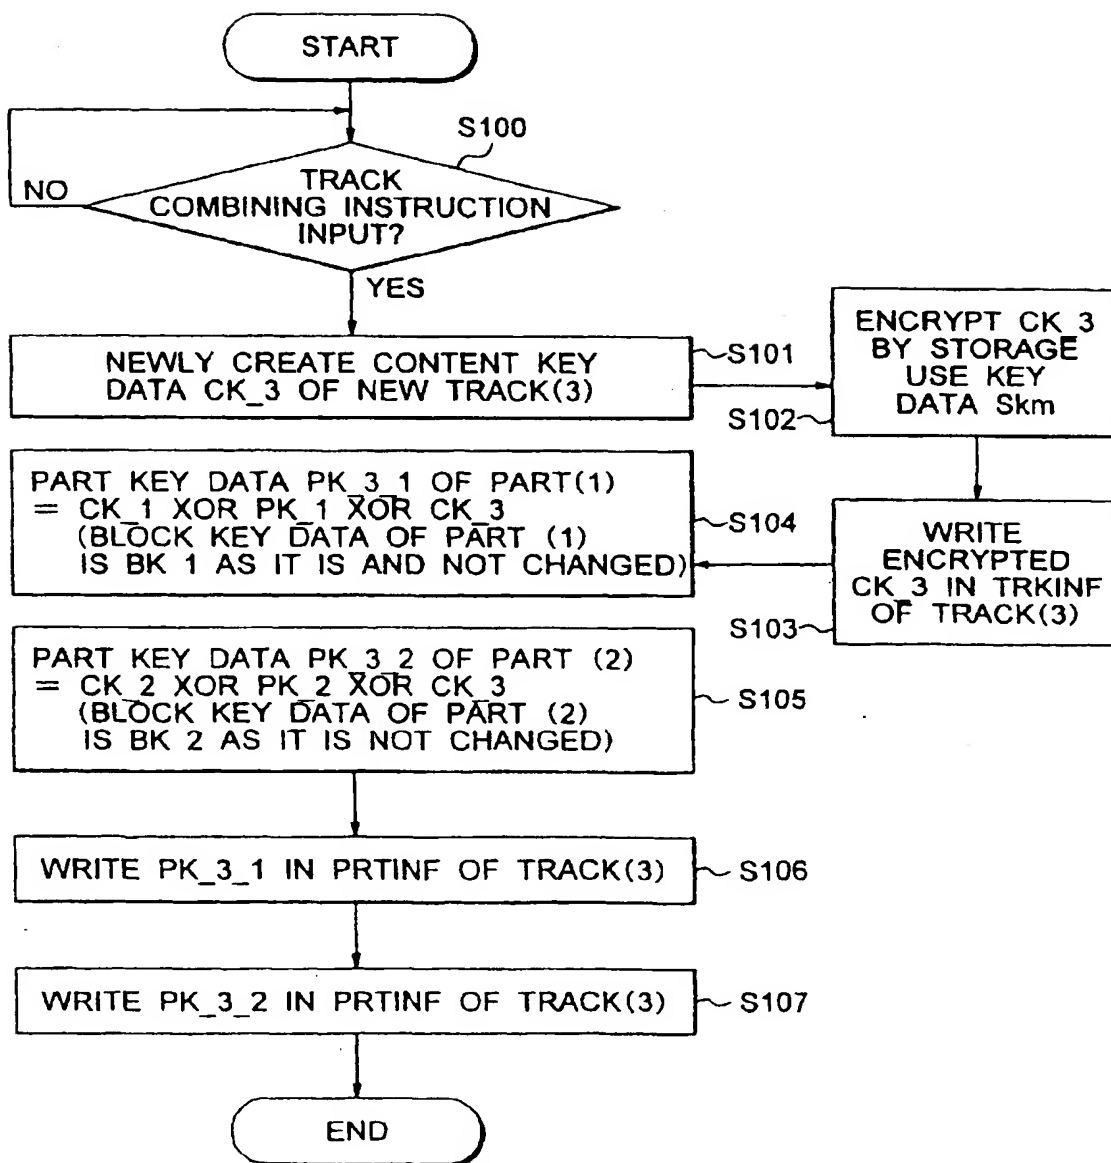 START
S100
NO
TRACK
COMBINING INSTRUCTION
INPUT?
YES
NEWLY CREATE CONTENT KEY
DATA CK_3 OF NEW TRACK(3)
S101
ENCRYPT CK_3
BY STORAGE
USE KEY
DATA Skm
S102
WRITE
ENCRYPTED
CK_3 IN TRKINF
OF TRACK(3)
S103
PART KEY DATA PK_3_1 OF PART(1)
= CK_1 XOR PK_1 XOR CK_3
(BLOCK KEY DATA OF PART (1)
IS BK 1 AS IT IS AND NOT CHANGED)
S104
PART KEY DATA PK_3_2 OF PART (2)
= CK_2 XOR PK_2 XOR CK_3
(BLOCK KEY DATA OF PART (2)
IS BK 2 AS IT IS NOT CHANGED)
S105
WRITE PK_3_1 IN PRTINF OF TRACK(3)
S106
WRITE PK_3_2 IN PRTINF OF TRACK(3)
S107
END